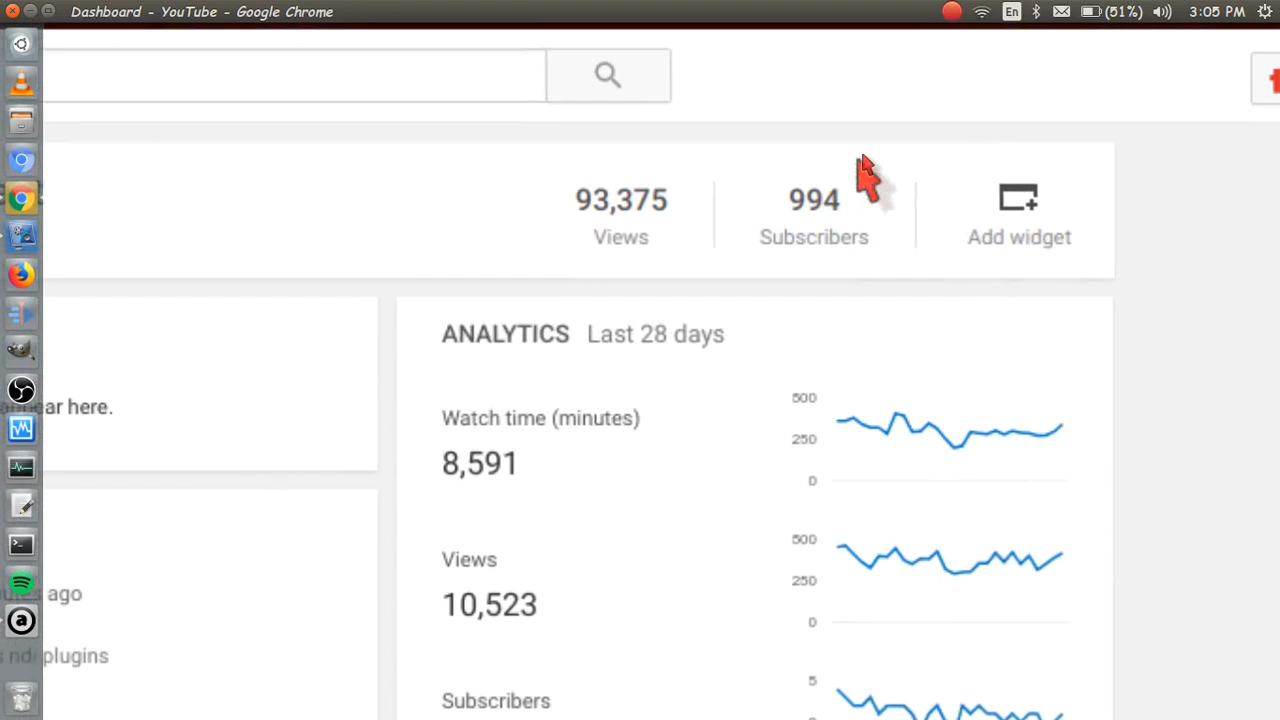 Dashboard - YouTube - Google Chrome
En
(51%)
3:05 PM
93,375
Views
994
Subscribers
Add widget
ear here.
ago
plugins
ANALYTICS Last 28 days
Watch time (minutes)
8,591
500
250
0
Views
10,523
500
250
0
Subscribers
5